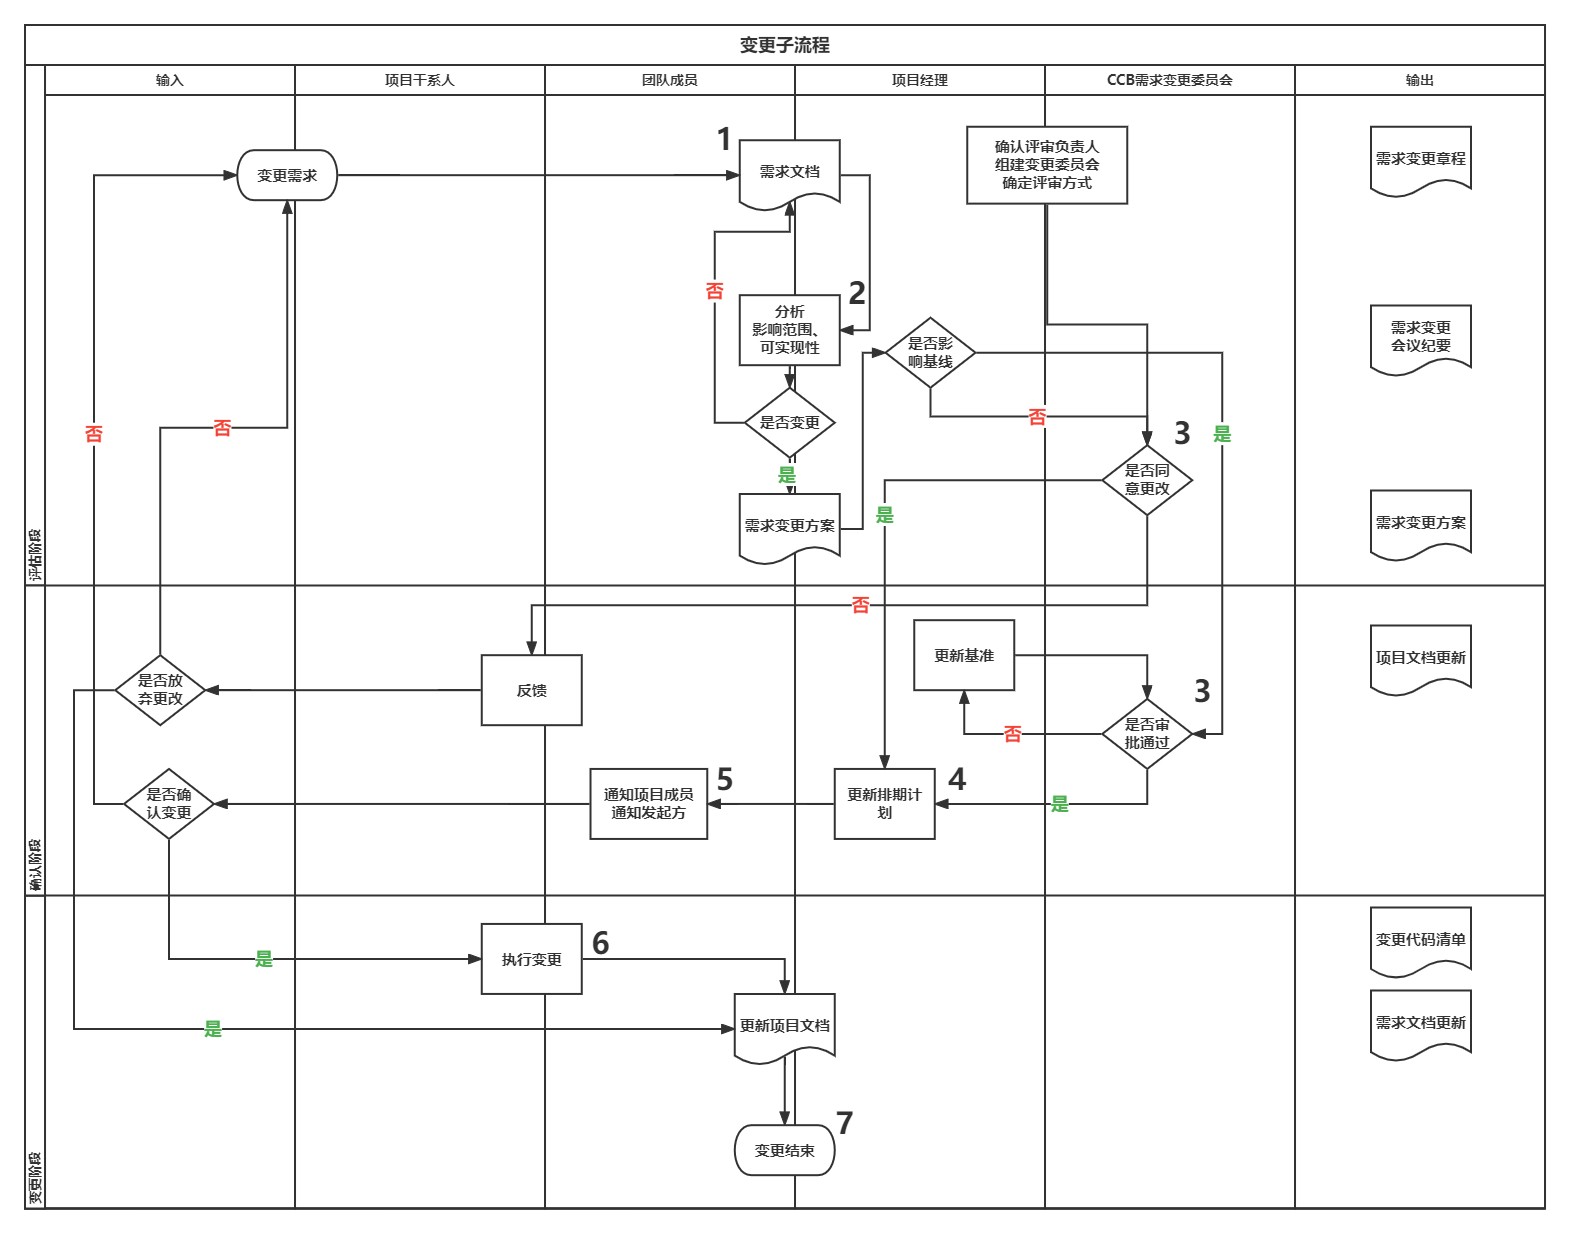 变更子流程
输入
项目干系人
团队成员
项目经理
CCB需求变更委员会
输出
评估阶段
变更需求
1
需求文档
确认评审负责人
组建变更委员会
确定评审方式
需求变更章程
否
2
分析
影响范围、
可实现性
是否影
响基线
需求变更
会议纪要
否
否
是否变更
否
3
是
是
是否同
意更改
是
需求变更方案
需求变更方案
确认阶段
否
是否放
弃更改
反馈
更新基准
3
是否审
批通过
否
项目文档更新
是否确
认变更
通知项目成员
通知发起方
5
更新排期计
划
4
是
变更阶段
是
执行变更
6
变更代码清单
是
更新项目文档
需求文档更新
变更结束
7